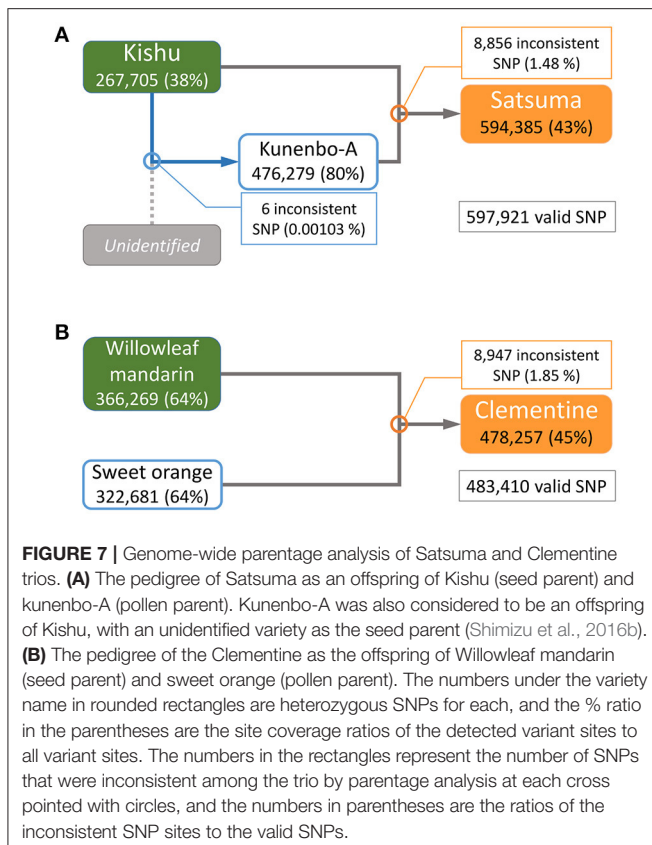 A
Kishu
267,705 (38%)
8,856 inconsistent
SNP (1.48 %)
Satsuma
594,385 (43%)
Kunenbo-A
476,279 (80%)
6 inconsistent
SNP (0.00103 %)
597,921 valid SNP
Unidentified
B
Willowleaf
mandarin
366,269 (64%)
8,947 inconsistent
SNP (1.85 %)
Clementine
478,257 (45%)
Sweet orange
322,681 (64%)
483,410 valid SNP
FIGURE 7 | Genome-wide parentage analysis of Satsuma and Clementine
trios. (A) The pedigree of Satsuma as an offspring of Kishu (seed parent) and
kunenbo-A (pollen parent). Kunenbo-A was also considered to be an offspring
of Kishu, with an unidentified variety as the seed parent (Shimizu et al., 2016b).
(B) The pedigree of the Clementine as the offspring of Willowleaf mandarin
(seed parent) and sweet orange (pollen parent). The numbers under the variety
name in rounded rectangles are heterozygous SNPs for each, and the % ratio
in the parentheses are the site coverage ratios of the detected variant sites to
all variant sites. The numbers in the rectangles represent the number of SNPs
that were inconsistent among the trio by parentage analysis at each cross
pointed with circles, and the numbers in parentheses are the ratios of the
inconsistent SNP sites to the valid SNPs.